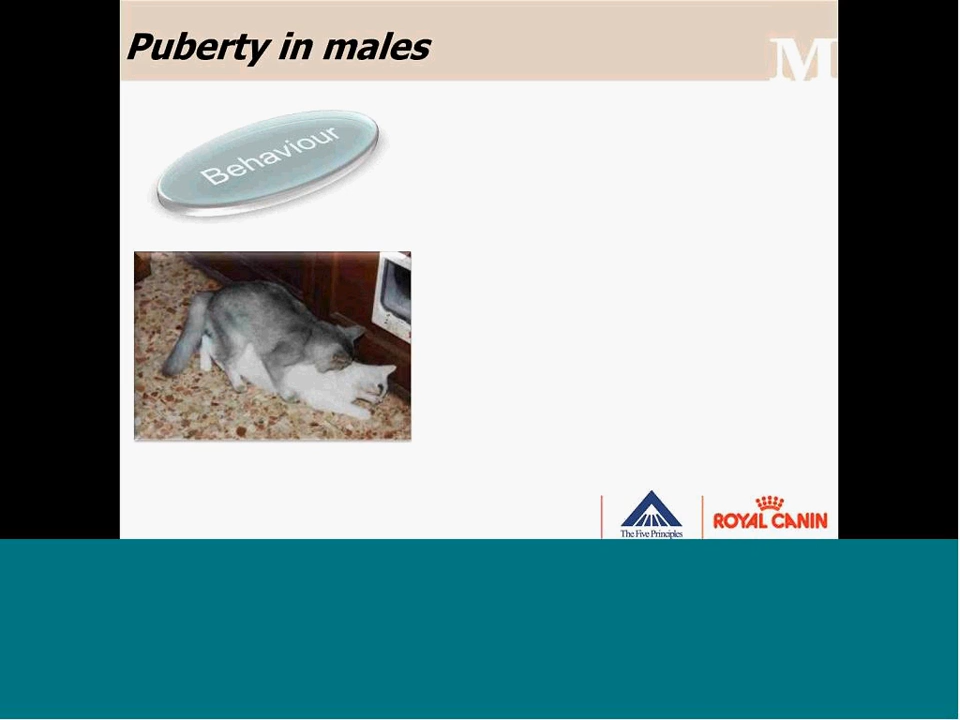 Puberty in males
M
Behaviour
The Five Principles
ROYAL CANIN